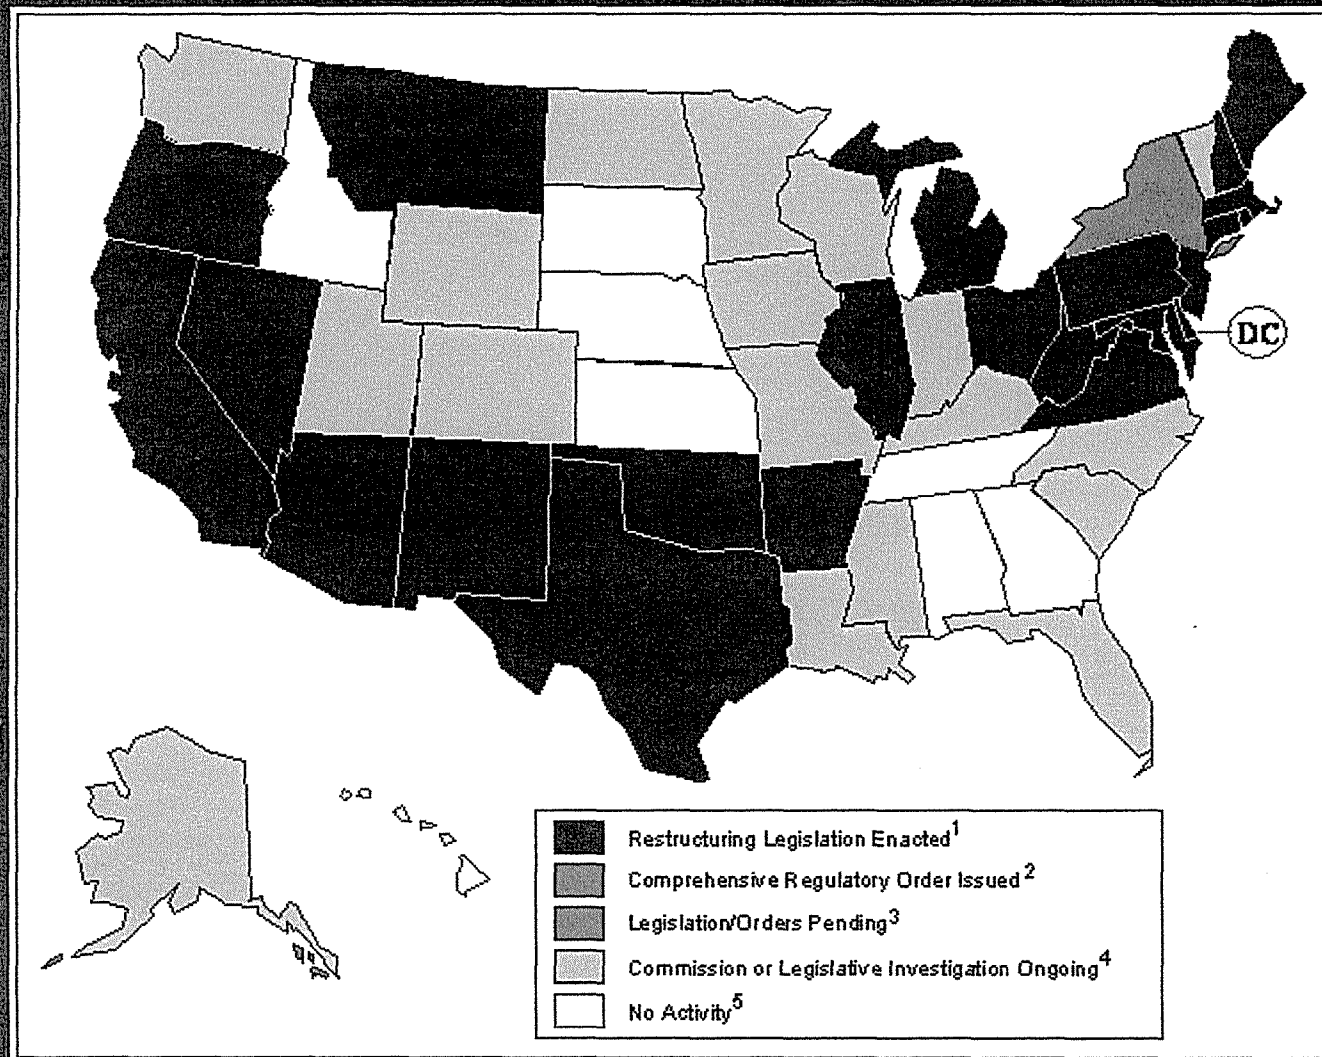 DC
Restructuring Legislation Enacted1
Comprehensive Regulatory Order Issued2
Legislation/Orders Pending3
Commission or Legislative Investigation Ongoing4
No Activity5